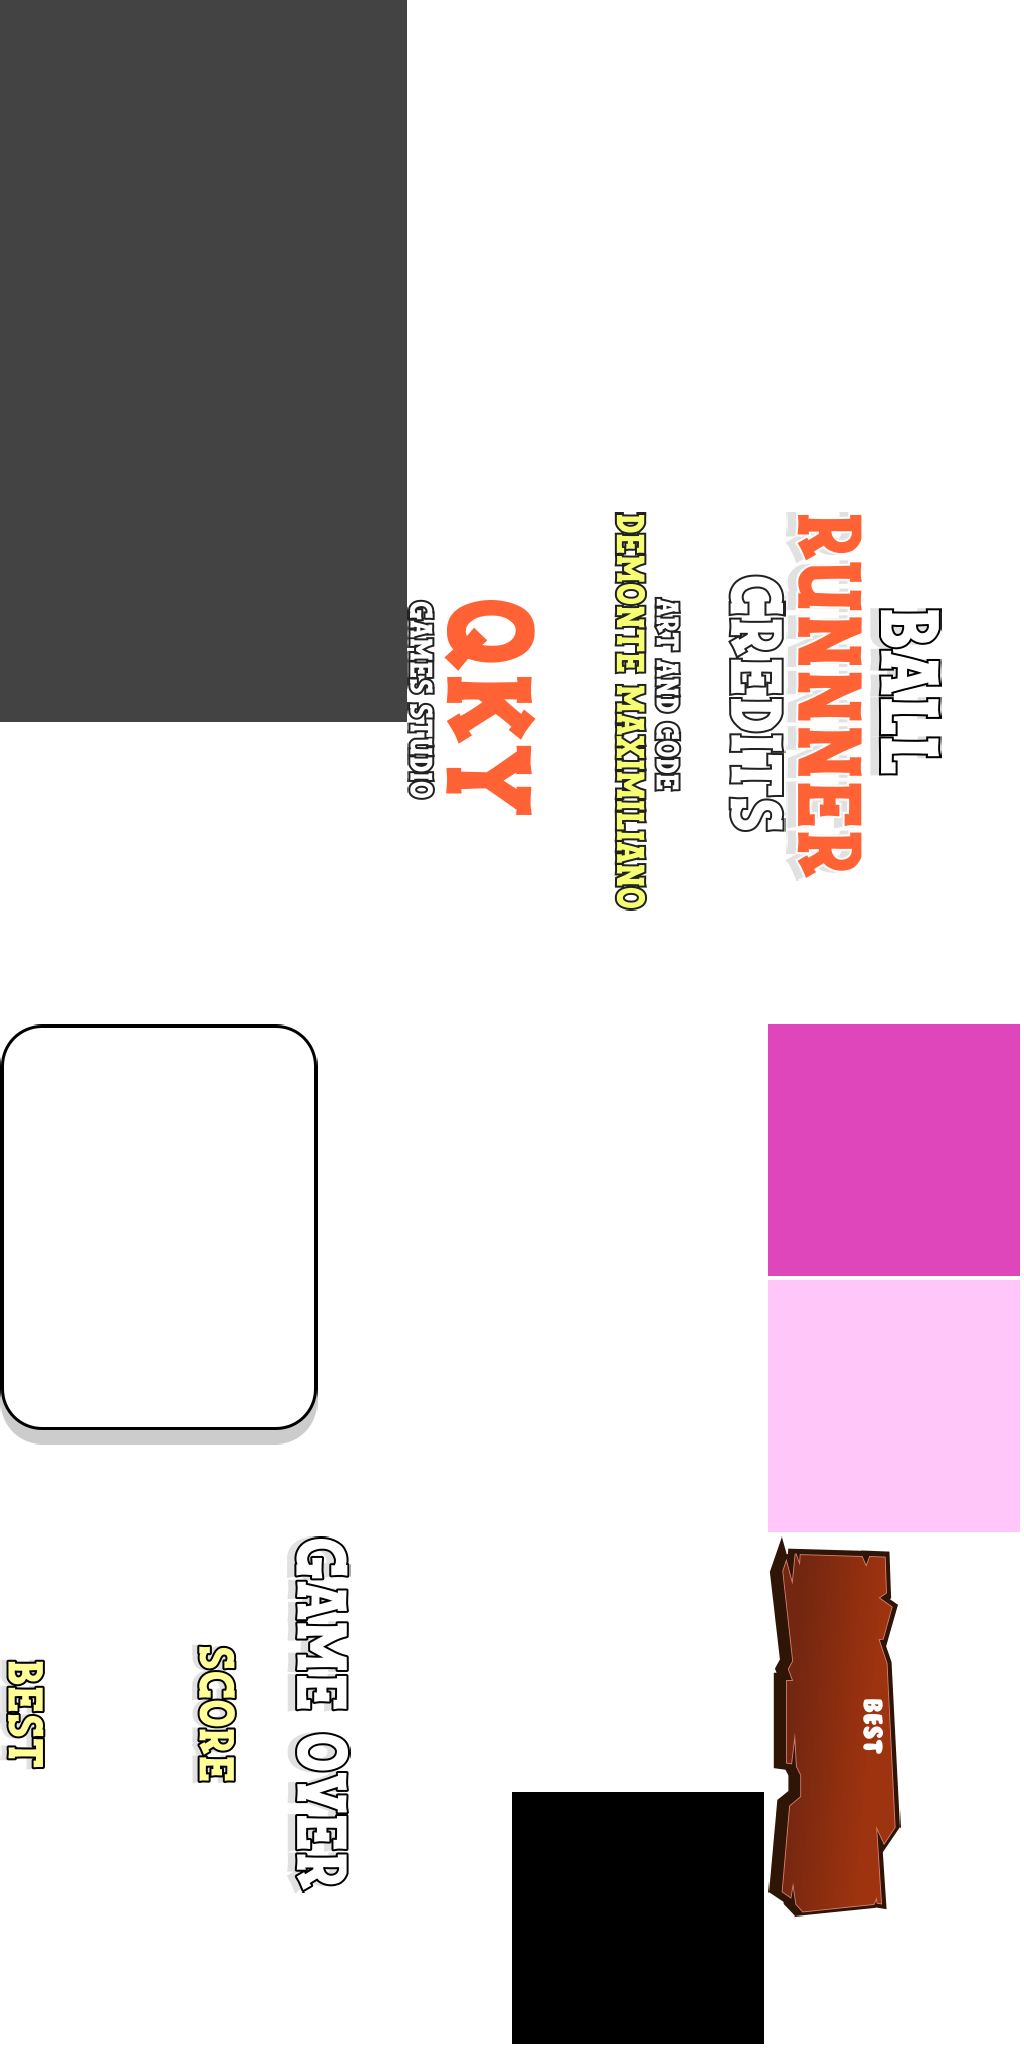 BALL
RUNNER
CREDITS
ART AND CODE
DEMONTE MAXIMILIANO
QKY
GAMES STUDIO
GAME OVER
SCORE
BEST
BEST